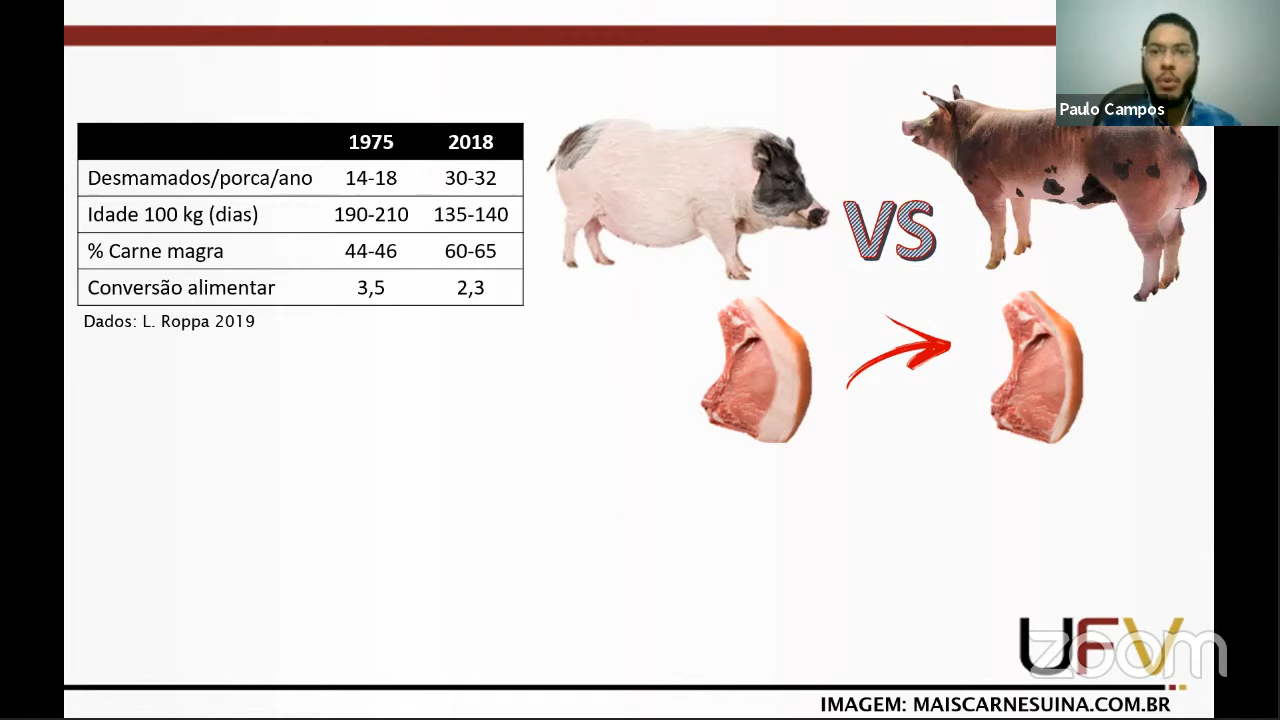 Paulo Campos
1975 2018
Desmamados/porca/ano 14-18 30-32
Idade 100 kg (dias) 190-210 135-140
% Carne magra 44-46 60-65
Conversão alimentar 3,5 2,3
Dados: L. Roppa 2019
VS
UFV
zoom
IMAGEM: MAISCARNESUINA.COM.BR